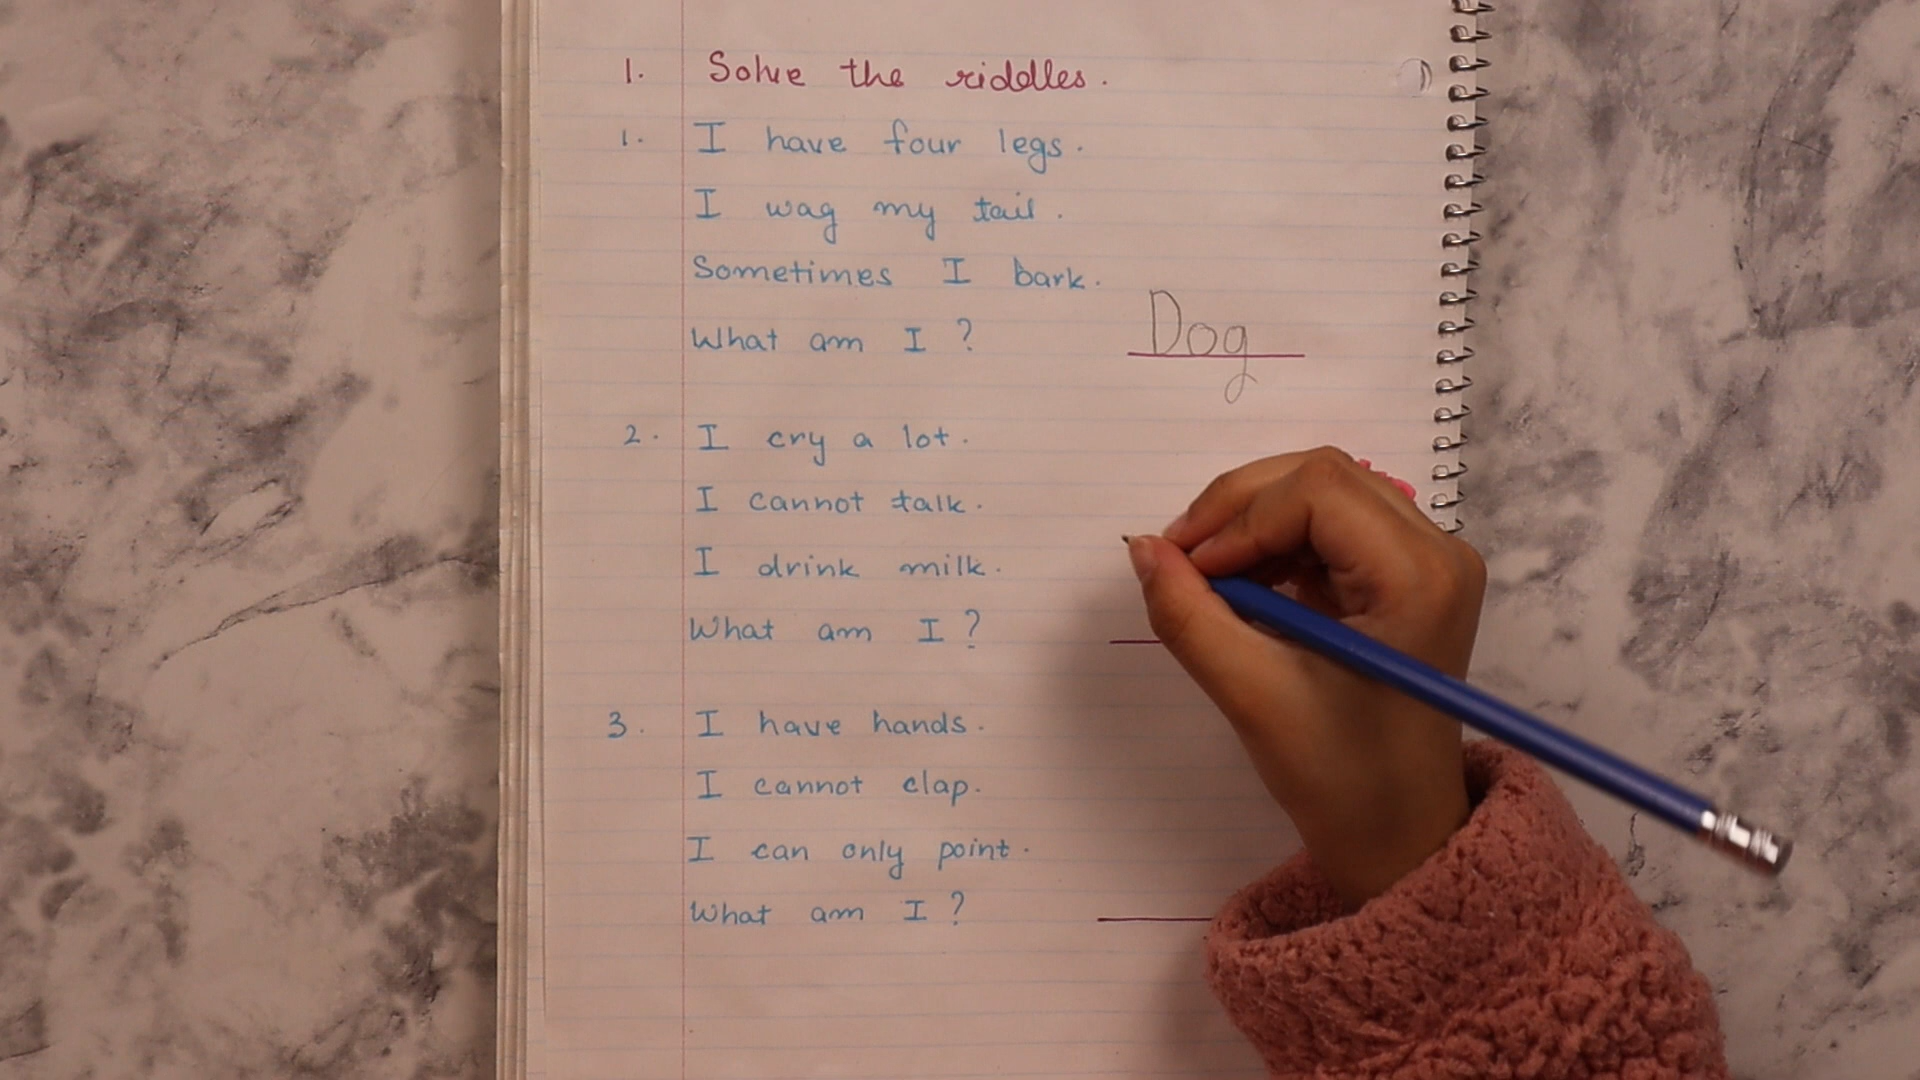 1. Solve the riddles.
1. I have four legs.
I wag my tail.
Sometimes I bark.
What am I ? Dog
2. I cry a lot.
I cannot talk.
I drink milk.
What am I ?
3. I have hands.
I cannot clap.
I can only point.
What am I ?